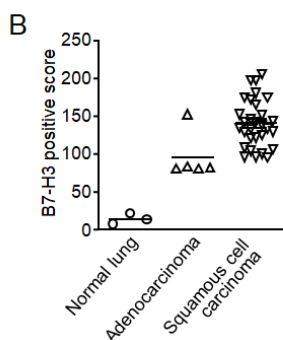 B
B7-H3 positive score
250
200
150
100
50
0
Normal lung
Adenocarcinoma
Squamous cell
carcinoma